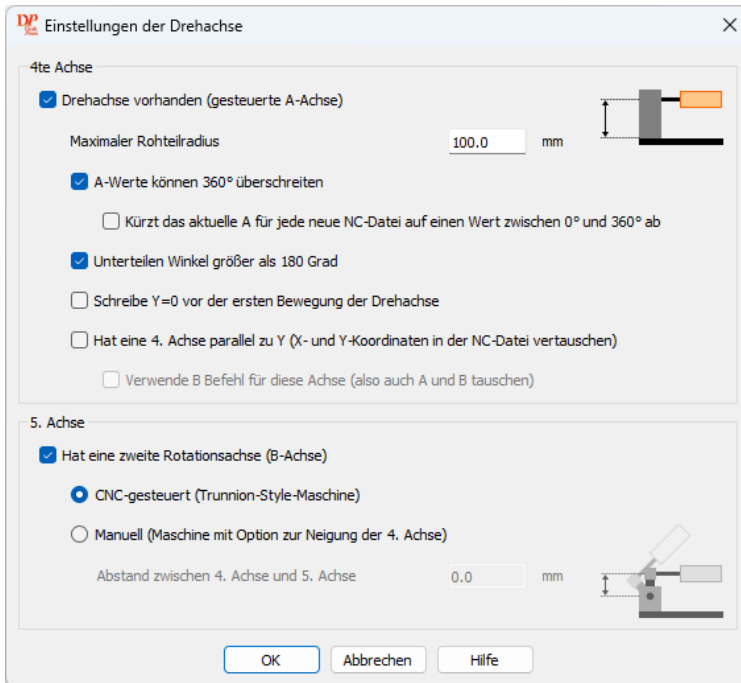 DP
Einstellungen der Drehachse
4te Achse
Drehachse vorhanden (gesteuerte A-Achse)
Maximaler Rohteilradius 100.0 mm
A-Werte können 360° überschreiten
Kürzt das aktuelle A für jede neue NC-Datei auf einen Wert zwischen 0° und 360° ab
Unterteilen Winkel größer als 180 Grad
Schreibe Y=0 vor der ersten Bewegung der Drehachse
Hat eine 4. Achse parallel zu Y (X- und Y-Koordinaten in der NC-Datei vertauschen)
Verwende B Befehl für diese Achse (also auch A und B tauschen)
5. Achse
Hat eine zweite Rotationsachse (B-Achse)
CNC-gesteuert (Trunnion-Style-Maschine)
Manuell (Maschine mit Option zur Neigung der 4. Achse)
Abstand zwischen 4. Achse und 5. Achse 0.0 mm
OK Abbrechen Hilfe